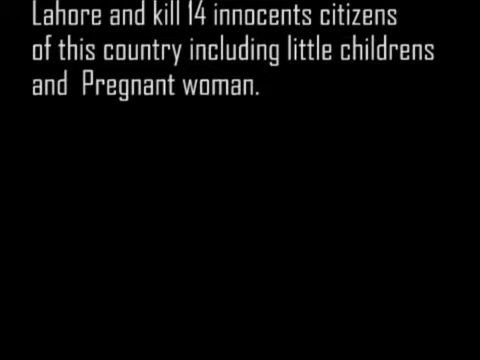 Lahore and kill 14 innocents citizens
of this country including little childrens
and Pregnant woman.